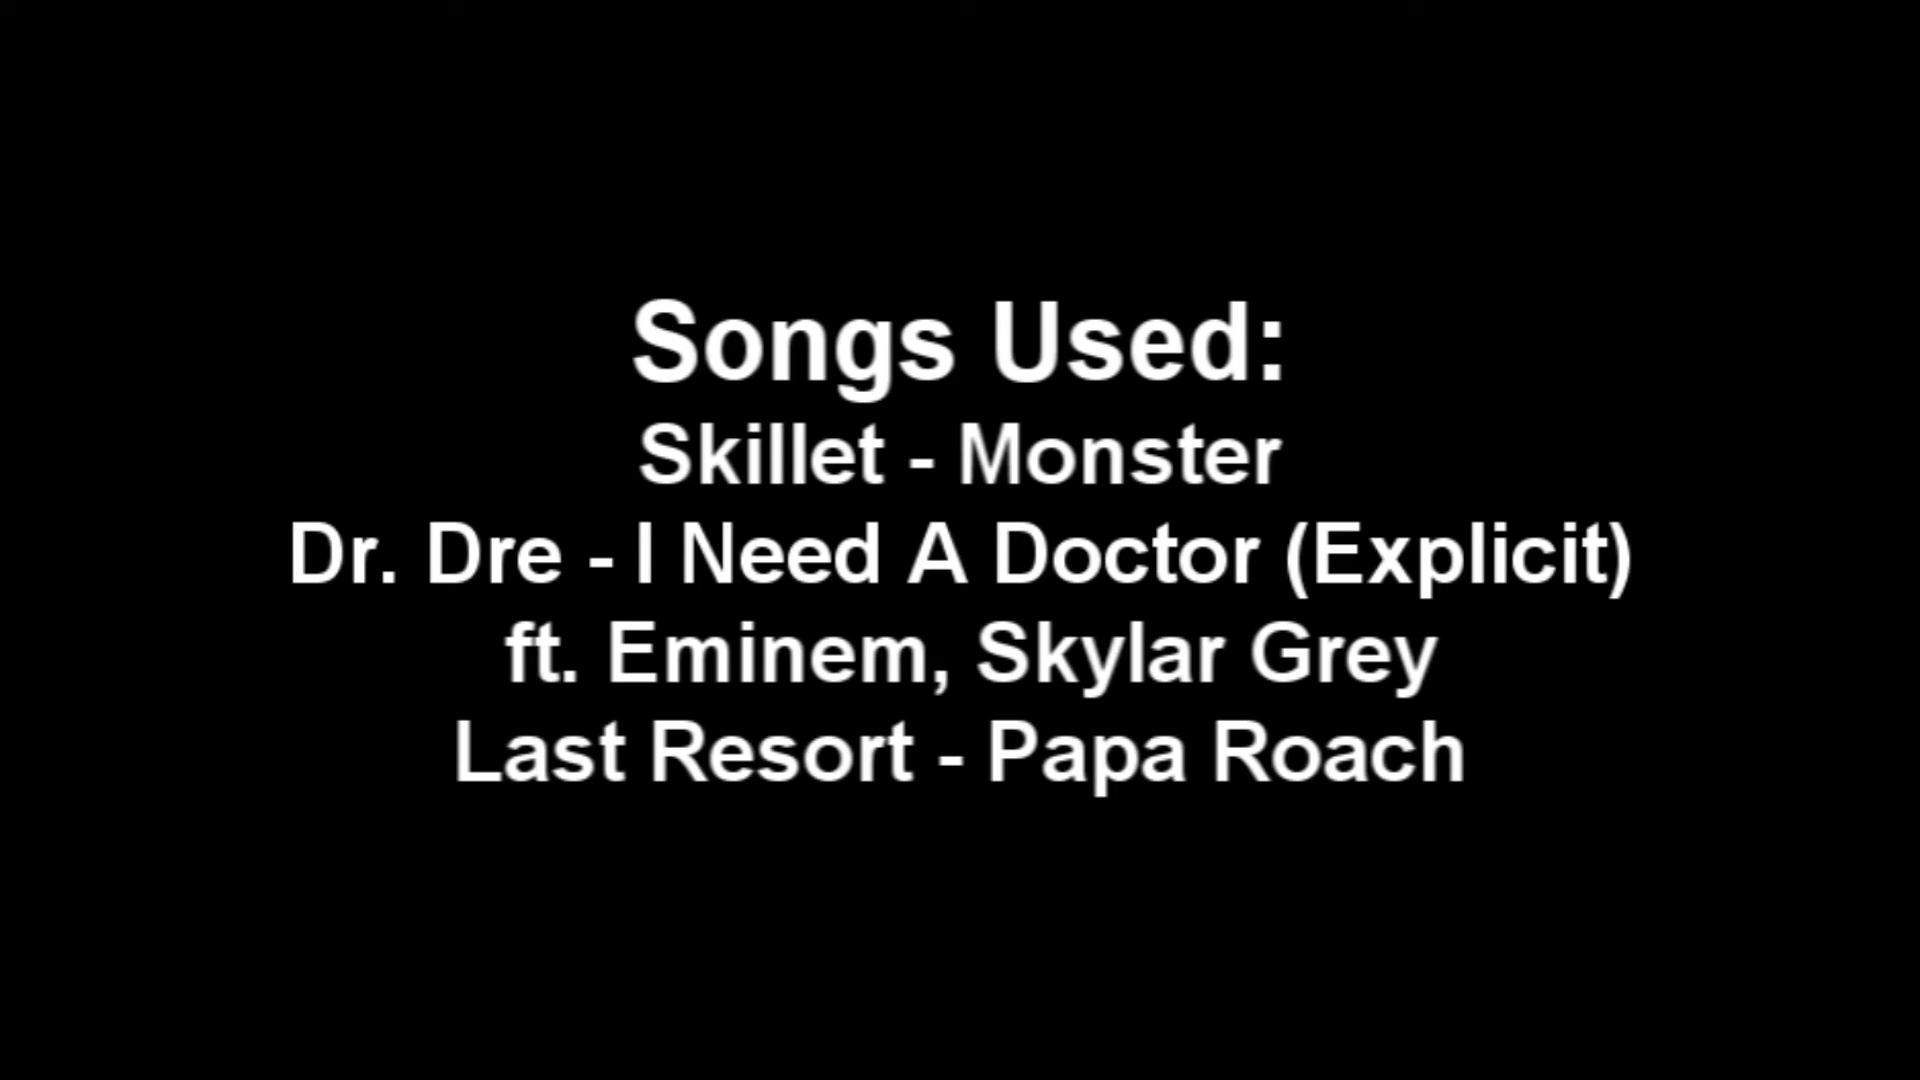 Songs Used:
Skillet - Monster
Dr. Dre - I Need A Doctor (Explicit)
ft. Eminem, Skylar Grey
Last Resort - Papa Roach